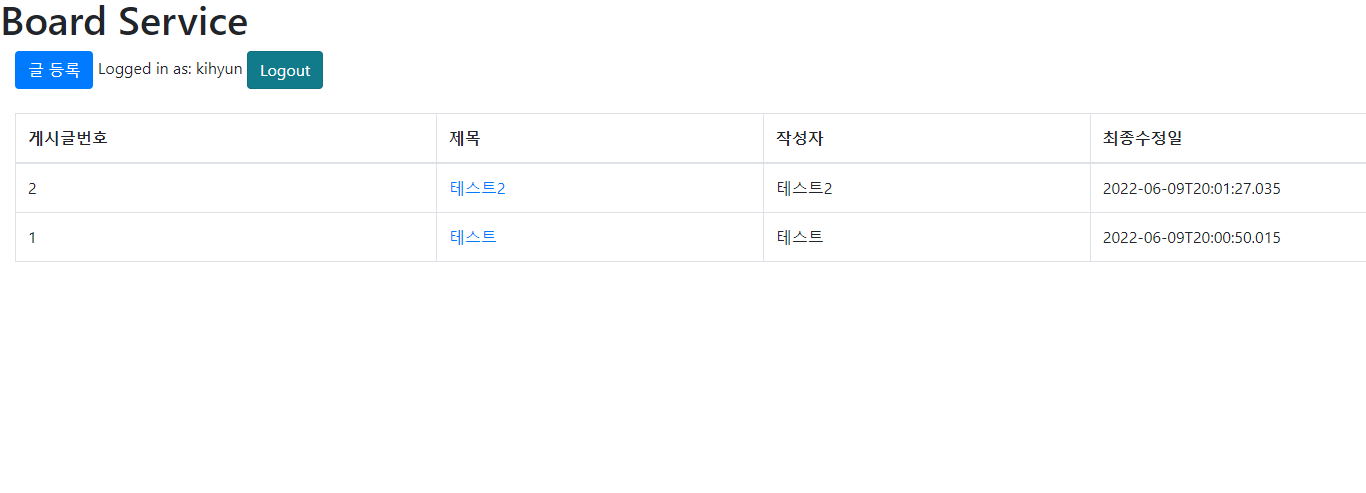 Board Service
글 등록 Logged in as: kihyun Logout
게시글번호 제목 작성자 최종수정일
2 테스트2 테스트2 2022-06-09T20:01:27.035
1 테스트 테스트 2022-06-09T20:00:50.015